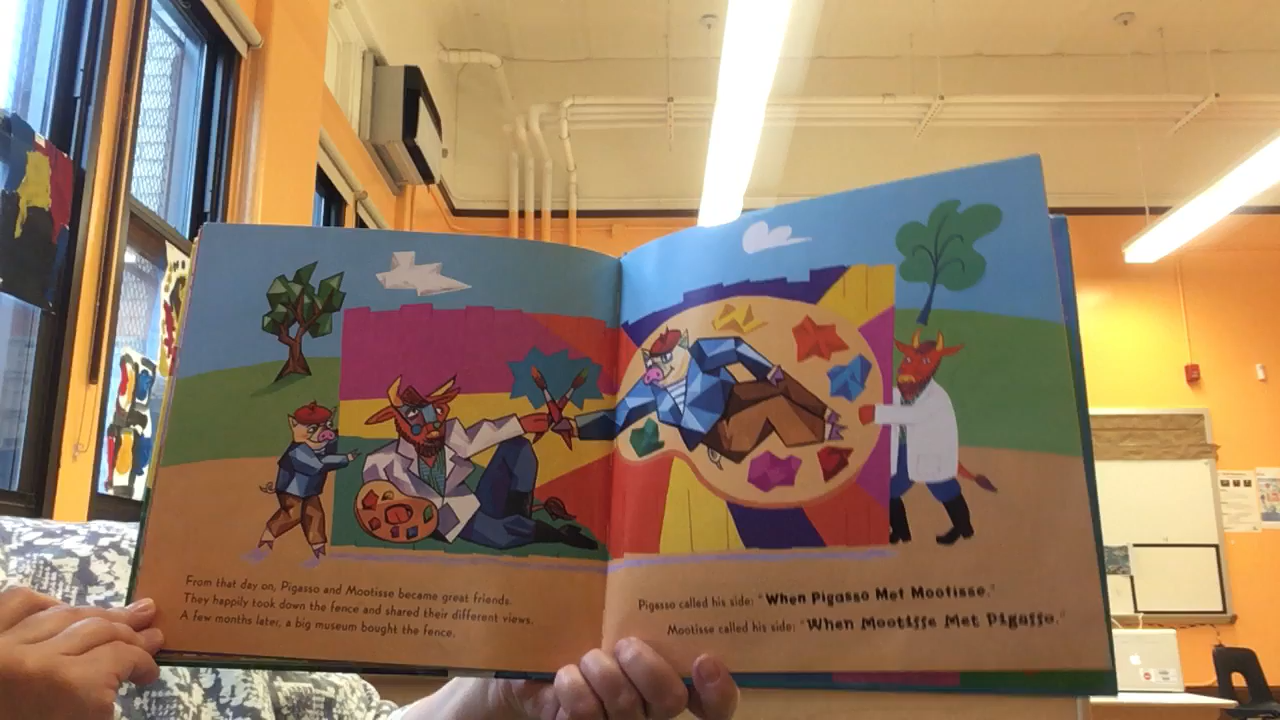 From that day on, Pigasso and Mootisse became great friends.
They happily took down the fence and shared their different views.
A few months later, a big museum bought the fence.
Pigasso called his side: "When Pigasso Met Mootisse."
Mootisse called his side: "When Mootisse Met Pigasso."